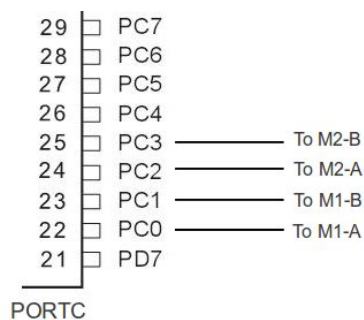 29 PC7
28 PC6
27 PC5
26 PC4
25 PC3 To M2-B
24 PC2 To M2-A
23 PC1 To M1-B
22 PC0 To M1-A
21 PD7
PORTC